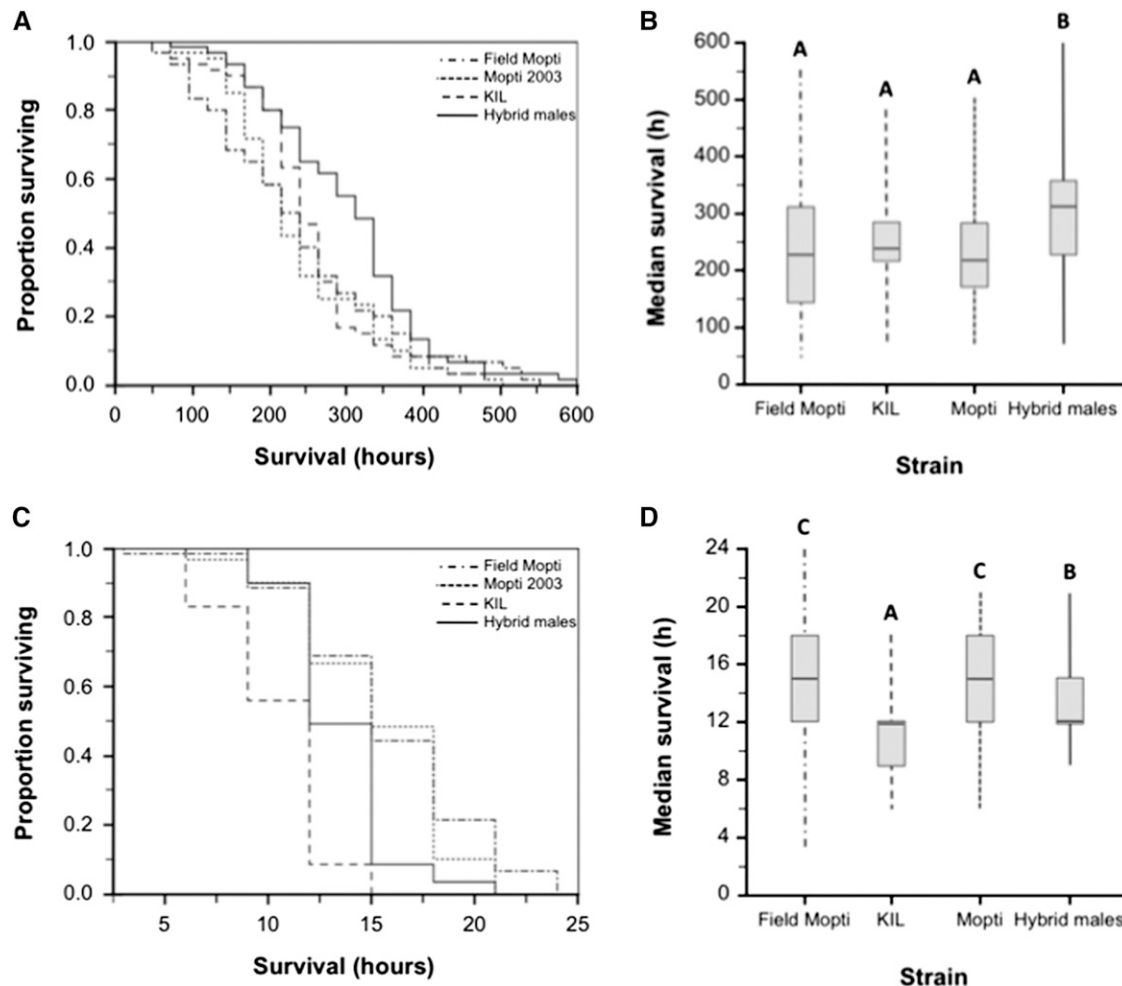 A
Proportion surviving
1.0
0.8
0.6
0.4
0.2
0.0
Field Mopti
Mopti 2003
KIL
Hybrid males
0 100 200 300 400 500 600
Survival (hours)
B
Median survival (h)
600
500
400
300
200
100
0
A A A B
Field Mopti KIL Mopti Hybrid males
Strain
C
Proportion surviving
1.0
0.8
0.6
0.4
0.2
0.0
Field Mopti
Mopti 2003
KIL
Hybrid males
5 10 15 20 25
Survival (hours)
D
Median survival (h)
24
20
16
12
8
4
0
C A C B
Field Mopti KIL Mopti Hybrid males
Strain